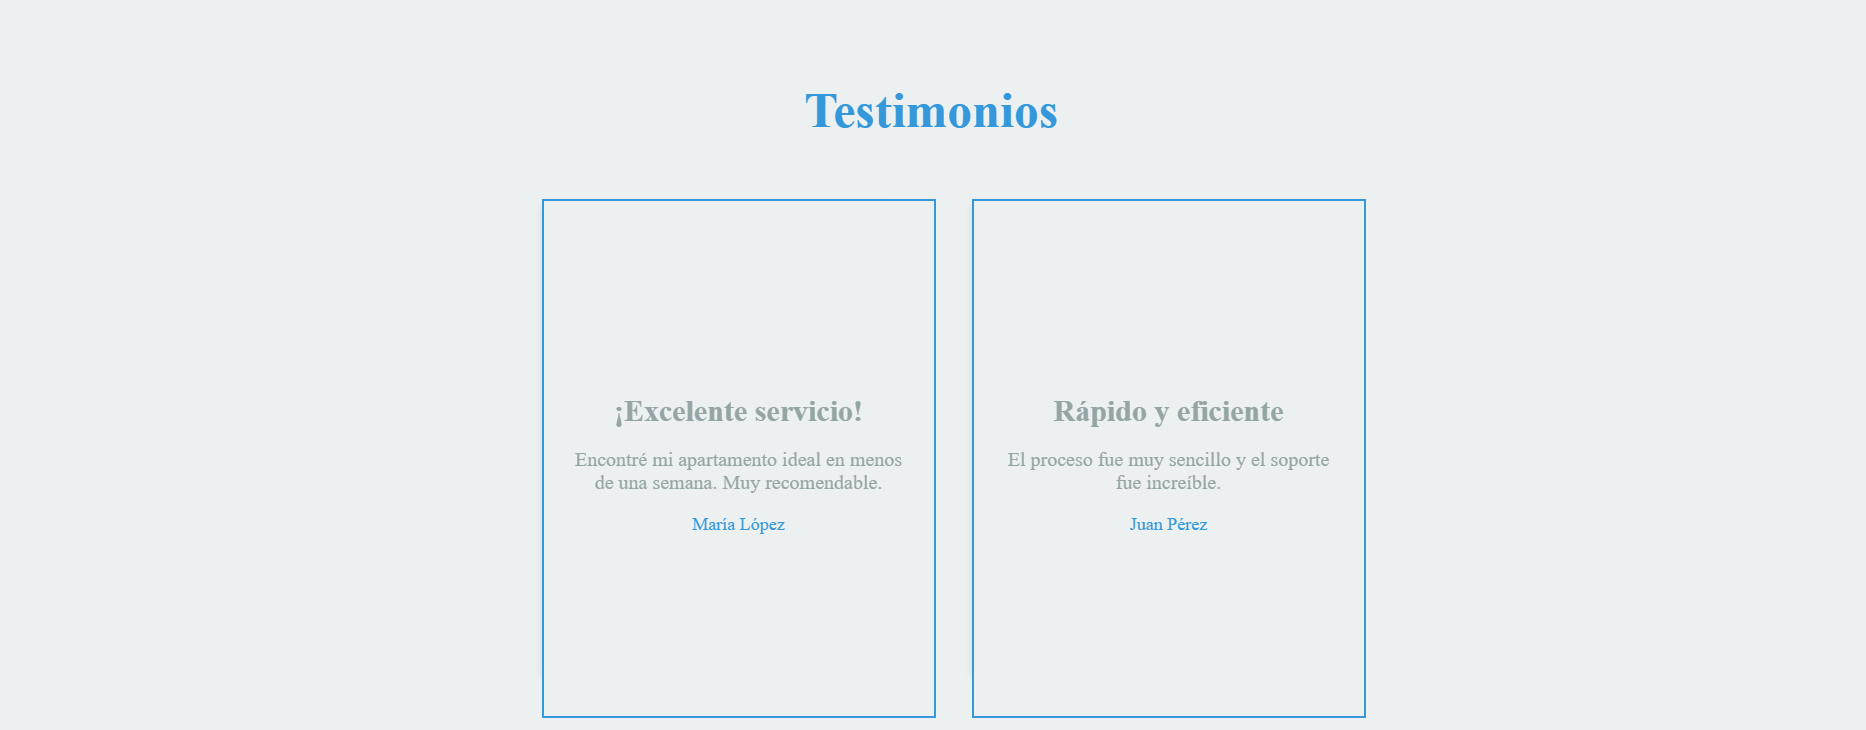 Testimonios
¡Excelente servicio!
Encontré mi apartamento ideal en menos
de una semana. Muy recomendable.
María López
Rápido y eficiente
El proceso fue muy sencillo y el soporte
fue increíble.
Juan Pérez